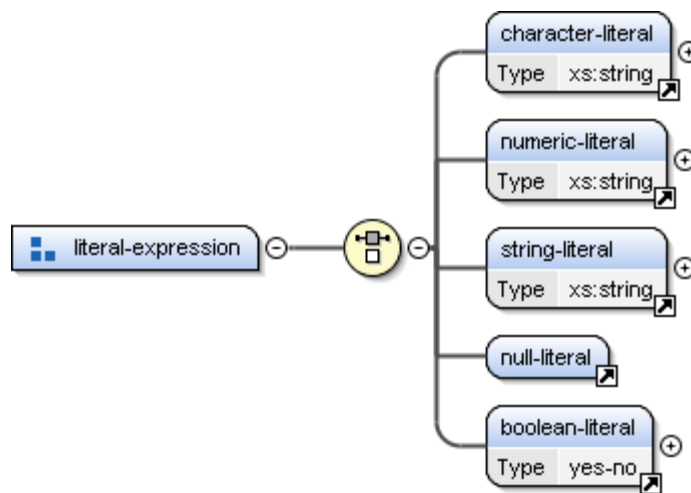 character-literal
Type xs:string
numeric-literal
Type xs:string
literal-expression
string-literal
Type xs:string
null-literal
boolean-literal
Type yes-no